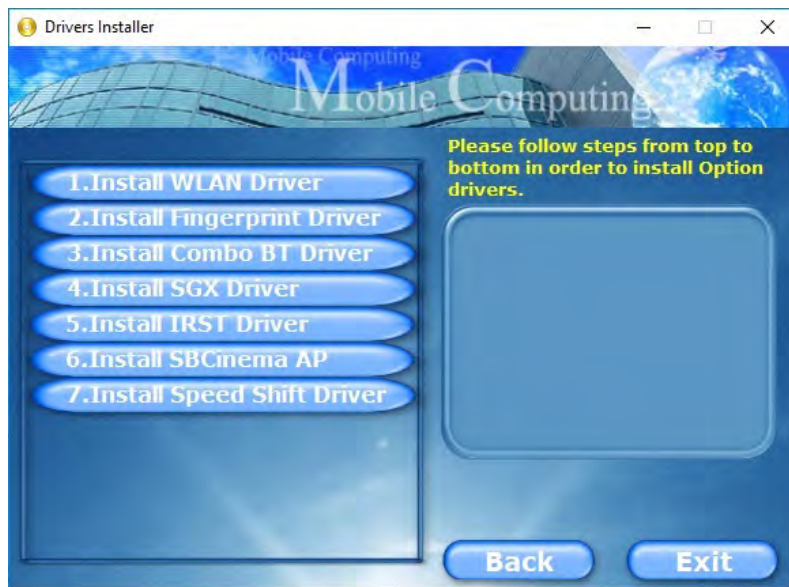 Drivers Installer
Mobile Computing
Mobile Computing
Please follow steps from top to
bottom in order to install Option
drivers.
1.Install WLAN Driver
2.Install Fingerprint Driver
3.Install Combo BT Driver
4.Install SGX Driver
5.Install IRST Driver
6.Install SBCinema AP
7.Install Speed Shift Driver
Back
Exit